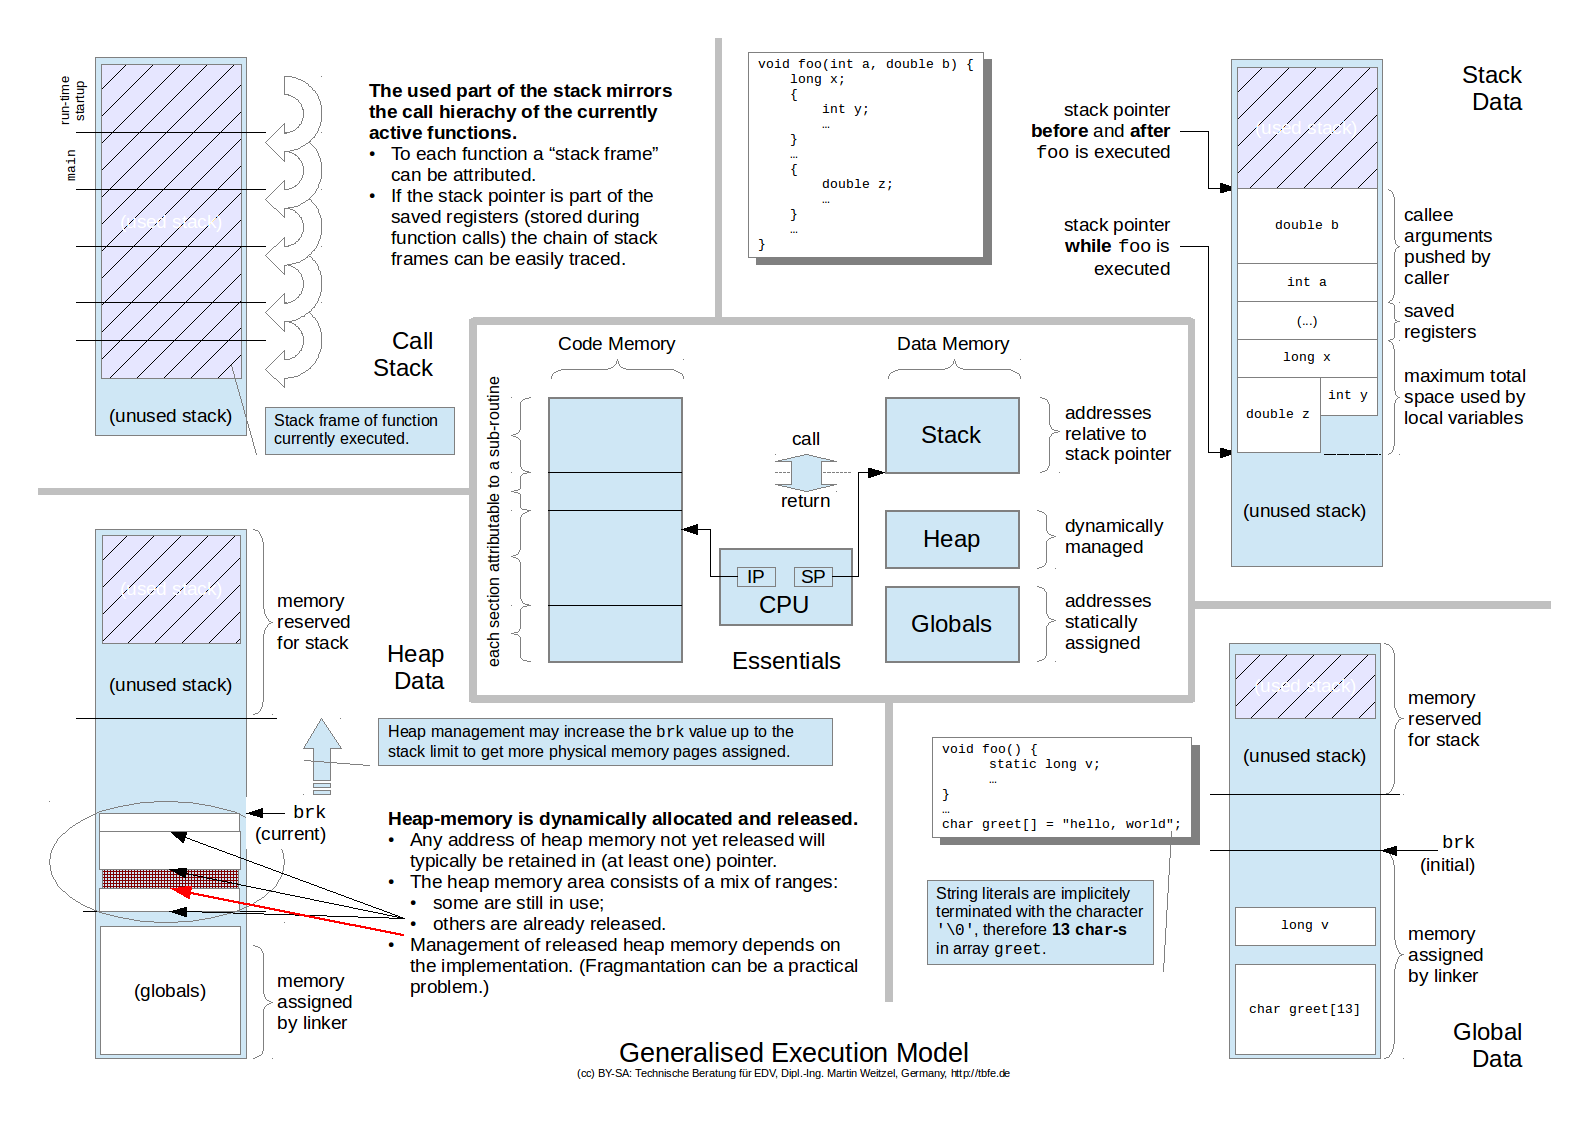 run-time
startup
main
(used stack)
(unused stack)
The used part of the stack mirrors
the call hierachy of the currently
active functions.
• To each function a “stack frame”
can be attributed.
• If the stack pointer is part of the
saved registers (stored during
function calls) the chain of stack
frames can be easily traced.
Call
Stack
Stack frame of function
currently executed.
void foo(int a, double b) {
long x;
{
int y;
…
}
…
{
double z;
…
}
…
}
stack pointer
before and after
foo is executed
stack pointer
while foo is
executed
Stack
Data
(used stack)
double b
int a
(...)
long x
int y
double z
(unused stack)
callee
arguments
pushed by
caller
saved
registers
maximum total
space used by
local variables
Code Memory
Data Memory
each section attributable to a sub-routine
call
return
IP
SP
CPU
Essentials
Stack
Heap
Globals
addresses
relative to
stack pointer
dynamically
managed
addresses
statically
assigned
(used stack)
(unused stack)
memory
reserved
for stack
Heap
Data
Heap management may increase the brk value up to the
stack limit to get more physical memory pages assigned.
brk
(current)
Heap-memory is dynamically allocated and released.
• Any address of heap memory not yet released will
typically be retained in (at least one) pointer.
• The heap memory area consists of a mix of ranges:
• some are still in use;
• others are already released.
• Management of released heap memory depends on
the implementation. (Fragmantation can be a practical
problem.)
(globals)
memory
assigned
by linker
void foo() {
static long v;
…
}
…
char greet[] = "hello, world";
String literals are implicitely
terminated with the character
'\0', therefore 13 char-s
in array greet.
(used stack)
(unused stack)
memory
reserved
for stack
brk
(initial)
long v
char greet[13]
memory
assigned
by linker
Global
Data
Generalised Execution Model
(cc) BY-SA: Technische Beratung für EDV, Dipl.-Ing. Martin Weitzel, Germany, http://tbfe.de